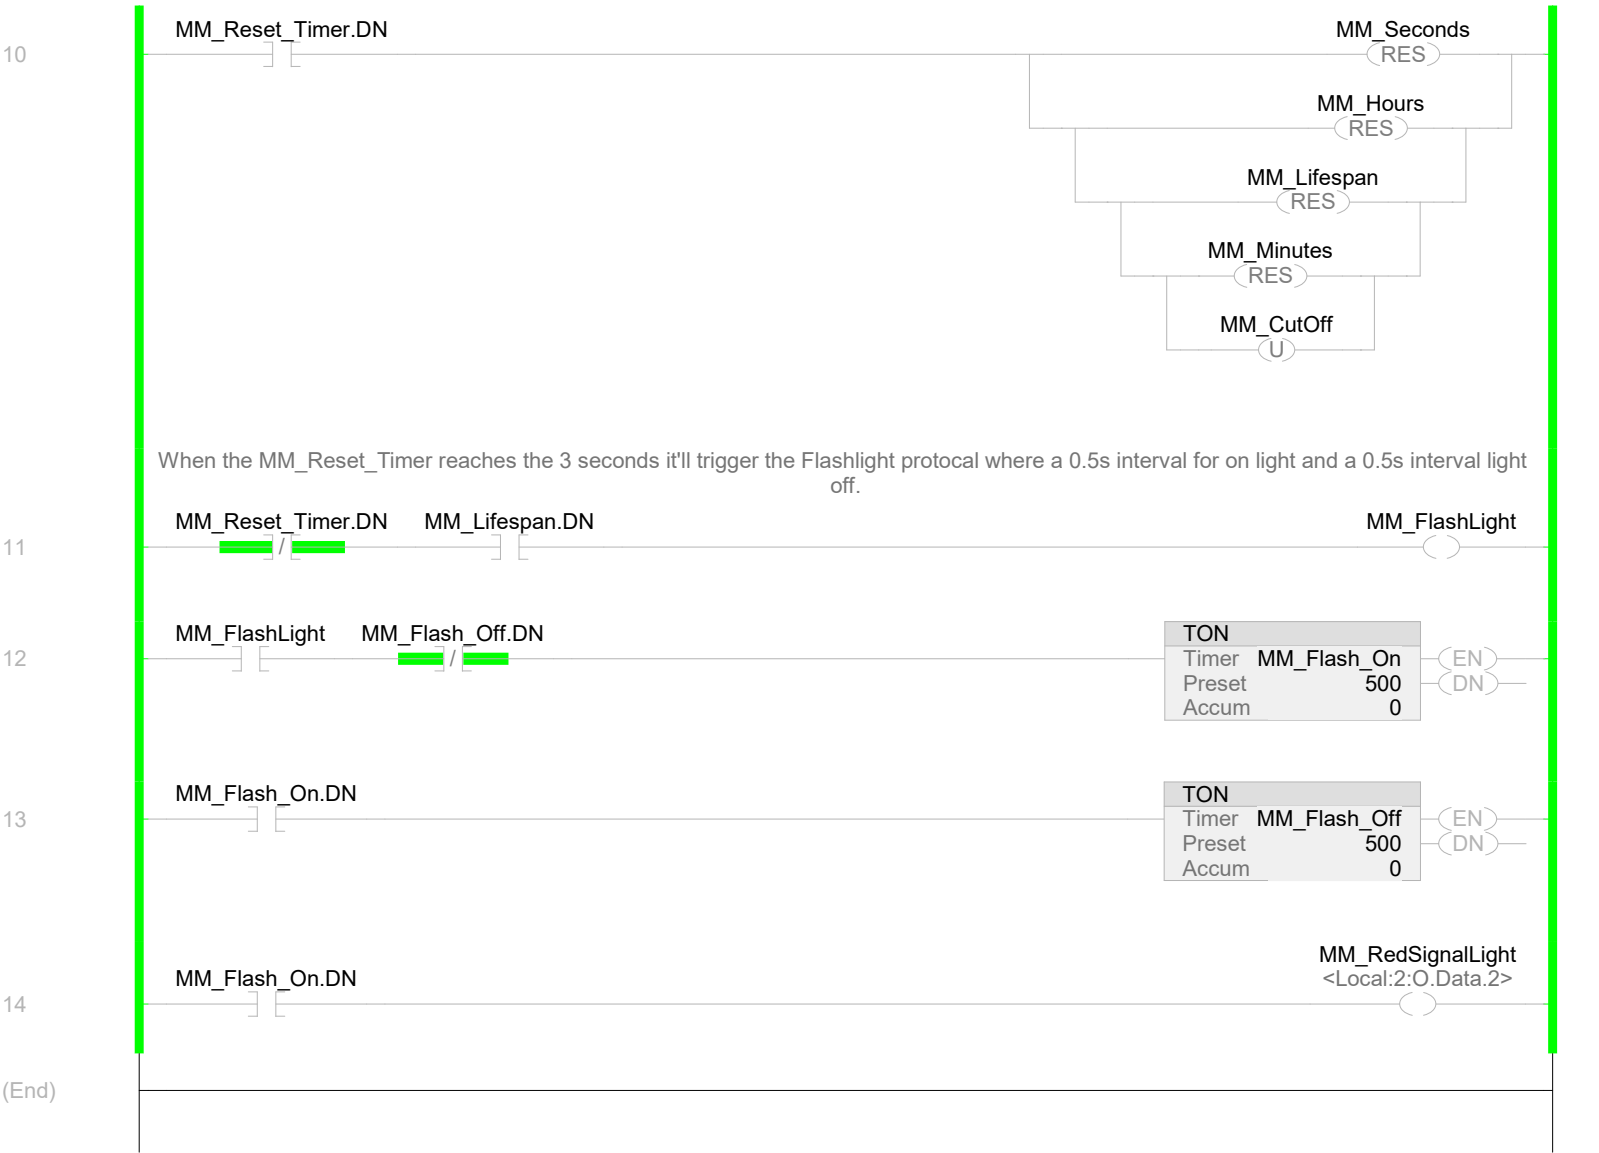 10
MM_Reset_Timer.DN
MM_Seconds
RES
MM_Hours
RES
MM_Lifespan
RES
MM_Minutes
RES
MM_CutOff
U
When the MM_Reset_Timer reaches the 3 seconds it'll trigger the Flashlight protocal where a 0.5s interval for on light and a 0.5s interval light
off.
11
MM_Reset_Timer.DN MM_Lifespan.DN MM_FlashLight
/
12
MM_FlashLight MM_Flash_Off.DN
/
TON
Timer MM_Flash_On EN
Preset 500 DN
Accum 0
13
MM_Flash_On.DN
TON
Timer MM_Flash_Off EN
Preset 500 DN
Accum 0
14
MM_Flash_On.DN
MM_RedSignalLight
<Local:2:O.Data.2>
(End)